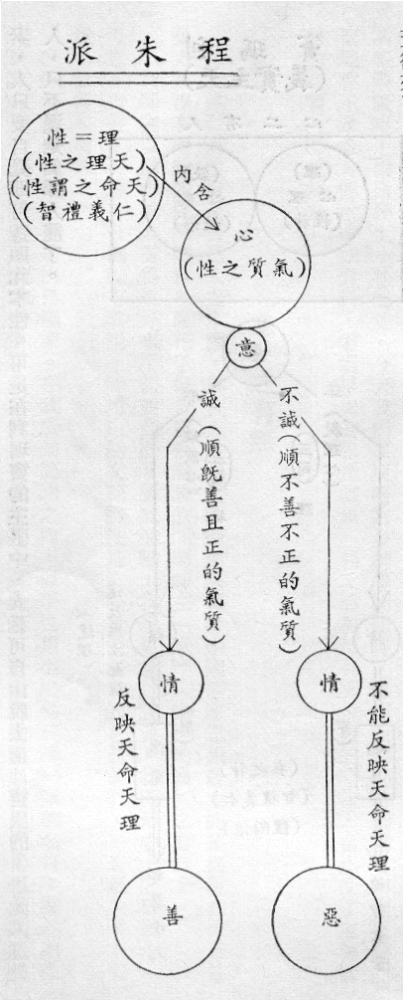 程朱派
理=性
(天理之性)
(天命之謂性)
(仁義禮智)
內含
心
(氣質之性)
意
不誠(順不善不正的氣質)
誠(順既善且正的氣質)
情
情
不能反映天命天理
反映天命天理
惡
善